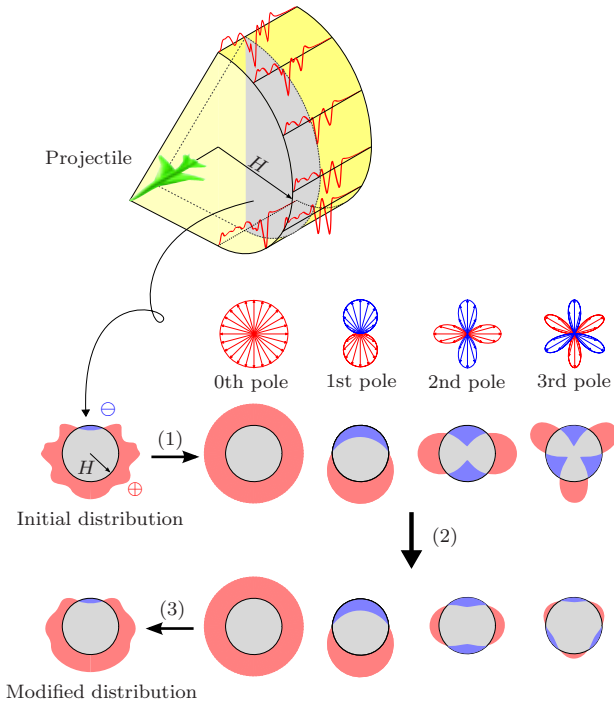 Projectile
H
0th pole
1st pole
2nd pole
3rd pole
⊖
(1)
H
⊕
Initial distribution
(2)
(3)
Modified distribution